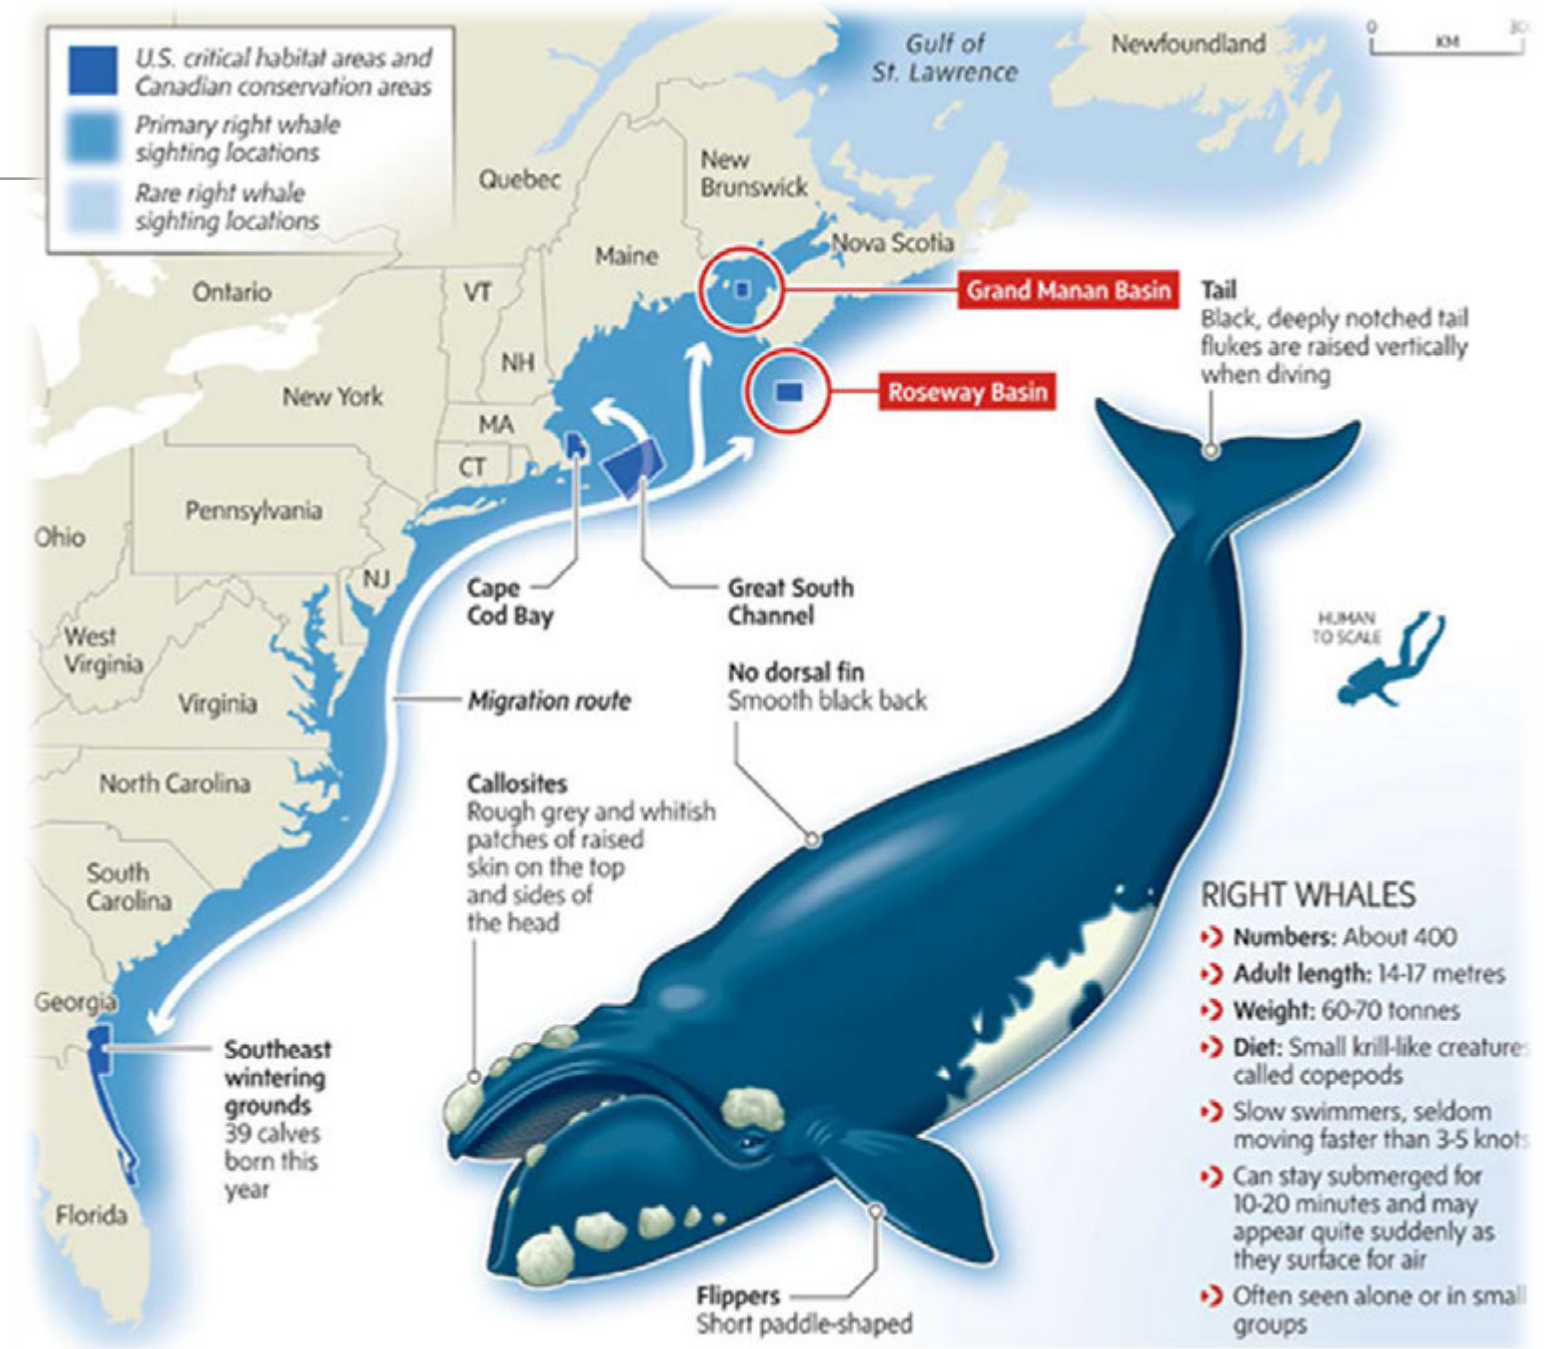 U.S. critical habitat areas and
Canadian conservation areas
Primary right whale
sighting locations
Rare right whale
sighting locations
Gulf of
St. Lawrence
Newfoundland
0
KM
Quebec
New
Brunswick
Maine
Nova Scotia
Ontario
VT
NH
New York
MA
CT
Pennsylvania
Ohio
NJ
West
Virginia
Virginia
North Carolina
South
Carolina
Georgia
Florida
Grand Manan Basin
Roseway Basin
Cape
Cod Bay
Great South
Channel
Migration route
Southeast
wintering
grounds
39 calves
born this
year
Tail
Black, deeply notched tail
flukes are raised vertically
when diving
HUMAN
TO SCALE
No dorsal fin
Smooth black back
Callosites
Rough grey and whitish
patches of raised
skin on the top
and sides of
the head
Flippers
Short paddle-shaped
RIGHT WHALES
Numbers: About 400
Adult length: 14-17 metres
Weight: 60-70 tonnes
Diet: Small krill-like creatures
called copepods
Slow swimmers, seldom
moving faster than 3-5 knots
Can stay submerged for
10-20 minutes and may
appear quite suddenly as
they surface for air
Often seen alone or in small
groups